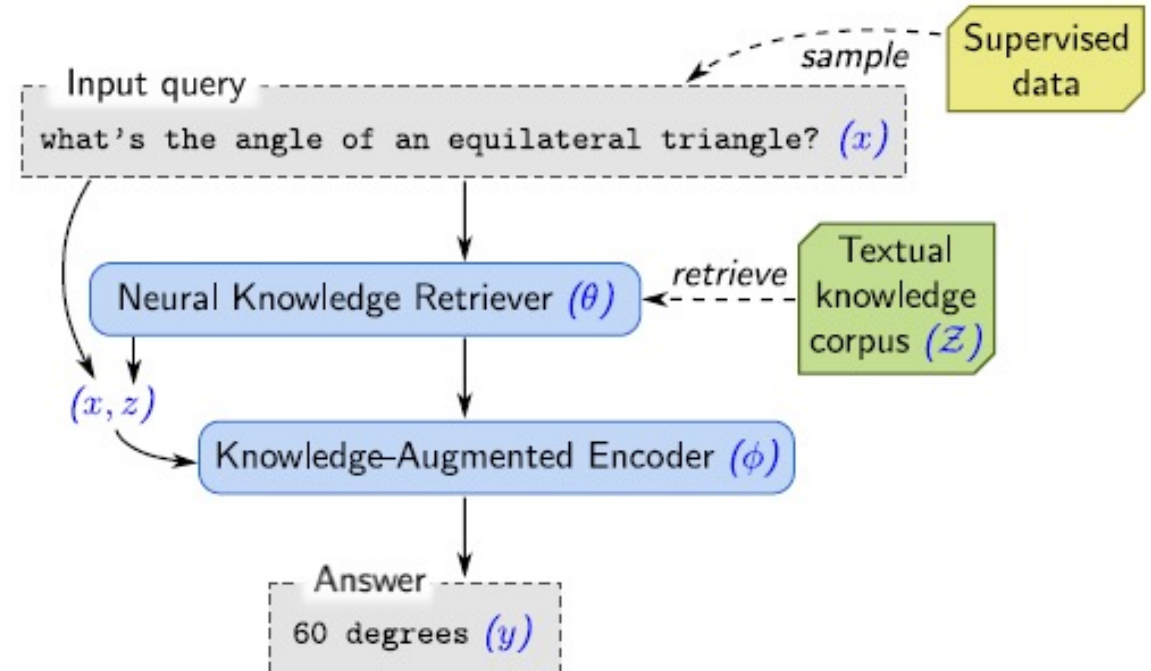 Supervised
data
sample
Input query
what's the angle of an equilateral triangle? (x)
Textual
knowledge
corpus (𝒵)
retrieve
Neural Knowledge Retriever (θ)
(x, z)
Knowledge-Augmented Encoder (ϕ)
Answer
60 degrees (y)